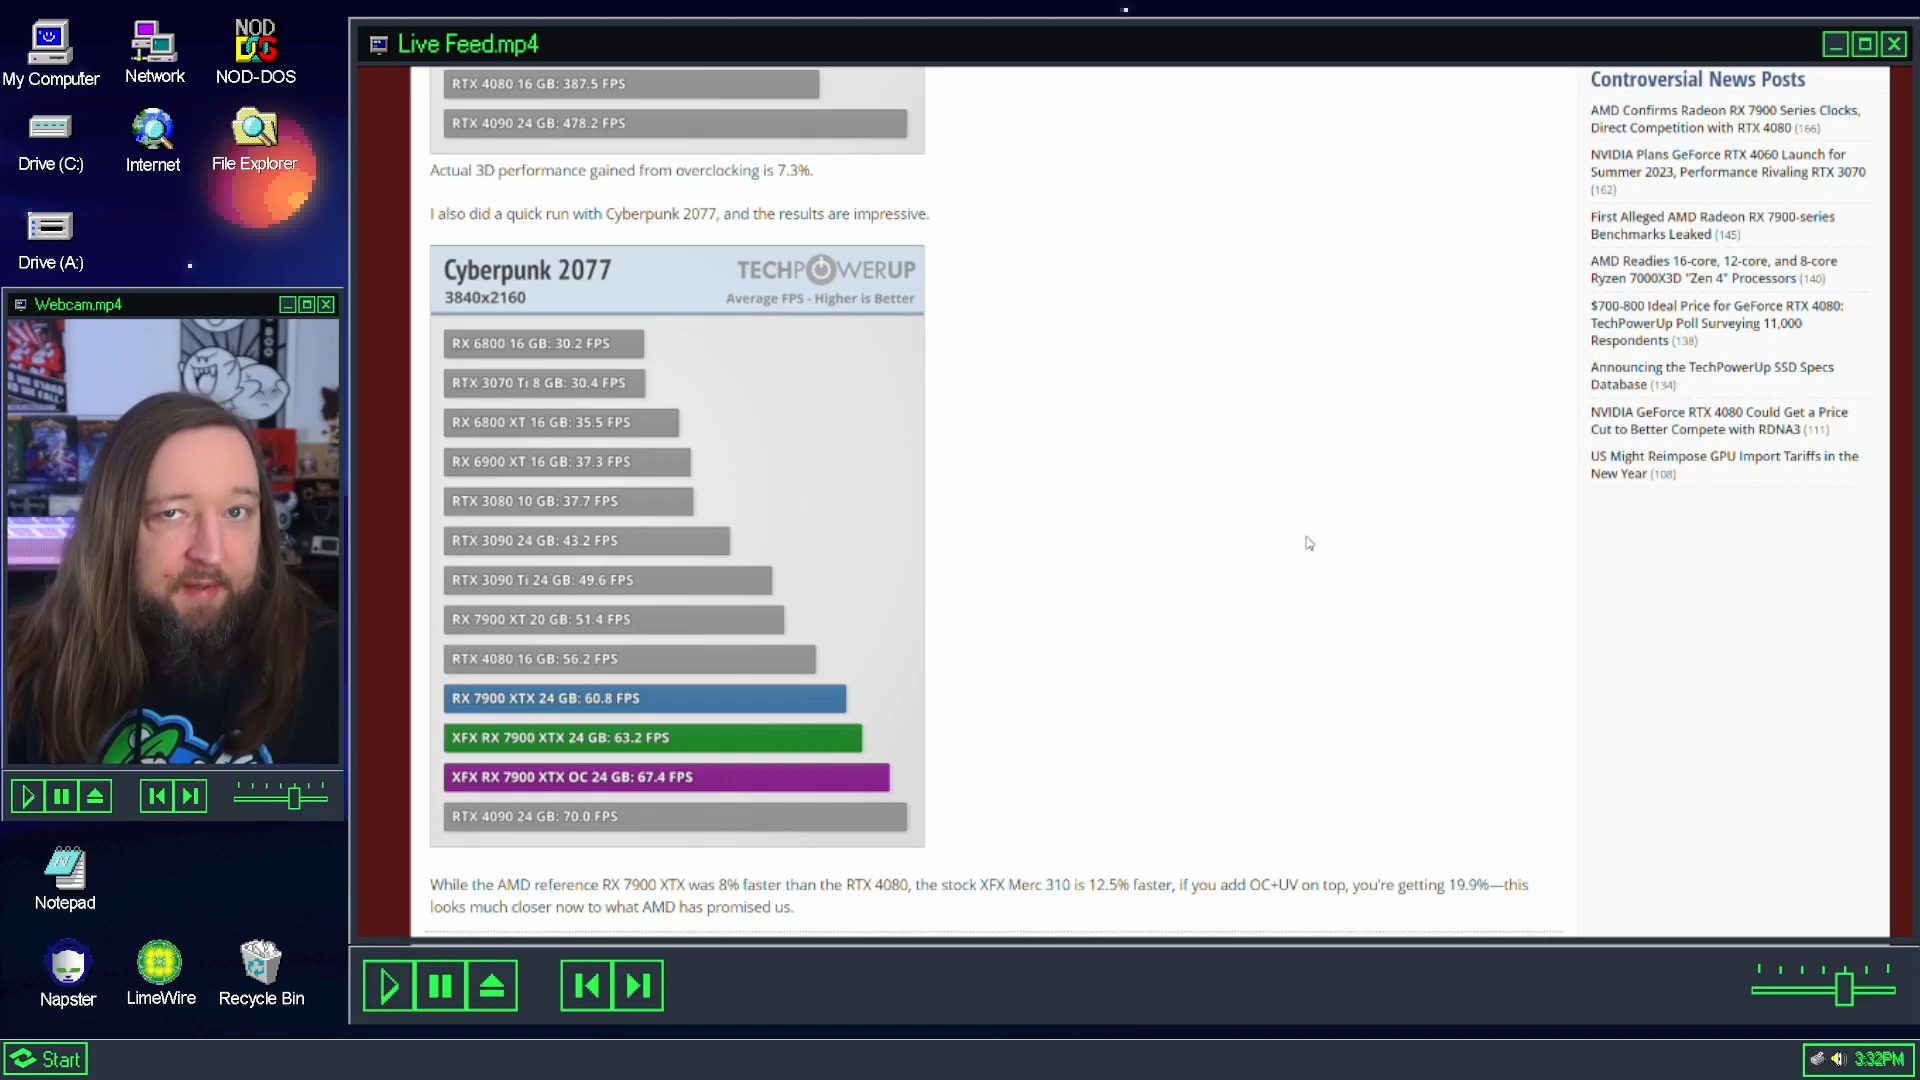 My Computer
Network
NOD-DOS
NOD
Drive (C:)
Internet
File Explorer
Drive (A:)
Webcam.mp4
Notepad
Napster
LimeWire
Recycle Bin
Live Feed.mp4
RTX 4080 16 GB: 387.5 FPS
RTX 4090 24 GB: 478.2 FPS
Actual 3D performance gained from overclocking is 7.3%.
I also did a quick run with Cyberpunk 2077, and the results are impressive.
Cyberpunk 2077
3840x2160
TECHPOWERUP
Average FPS - Higher is Better
RX 6800 16 GB: 30.2 FPS
RTX 3070 Ti 8 GB: 30.4 FPS
RX 6800 XT 16 GB: 35.5 FPS
RX 6900 XT 16 GB: 37.3 FPS
RTX 3080 10 GB: 37.7 FPS
RTX 3090 24 GB: 43.2 FPS
RTX 3090 Ti 24 GB: 49.6 FPS
RX 7900 XT 20 GB: 51.4 FPS
RTX 4080 16 GB: 56.2 FPS
RX 7900 XTX 24 GB: 60.8 FPS
XFX RX 7900 XTX 24 GB: 63.2 FPS
XFX RX 7900 XTX OC 24 GB: 67.4 FPS
RTX 4090 24 GB: 70.0 FPS
While the AMD reference RX 7900 XTX was 8% faster than the RTX 4080, the stock XFX Merc 310 is 12.5% faster, if you add OC+UV on top, you're getting 19.9%—this
looks much closer now to what AMD has promised us.
Controversial News Posts
AMD Confirms Radeon RX 7900 Series Clocks,
Direct Competition with RTX 4080 (166)
NVIDIA Plans GeForce RTX 4060 Launch for
Summer 2023, Performance Rivaling RTX 3070
(162)
First Alleged AMD Radeon RX 7900-series
Benchmarks Leaked (145)
AMD Readies 16-core, 12-core, and 8-core
Ryzen 7000X3D "Zen 4" Processors (140)
$700-800 Ideal Price for GeForce RTX 4080:
TechPowerUp Poll Surveying 11,000
Respondents (138)
Announcing the TechPowerUp SSD Specs
Database (134)
NVIDIA GeForce RTX 4080 Could Get a Price
Cut to Better Compete with RDNA3 (111)
US Might Reimpose GPU Import Tariffs in the
New Year (108)
Start
3:32PM